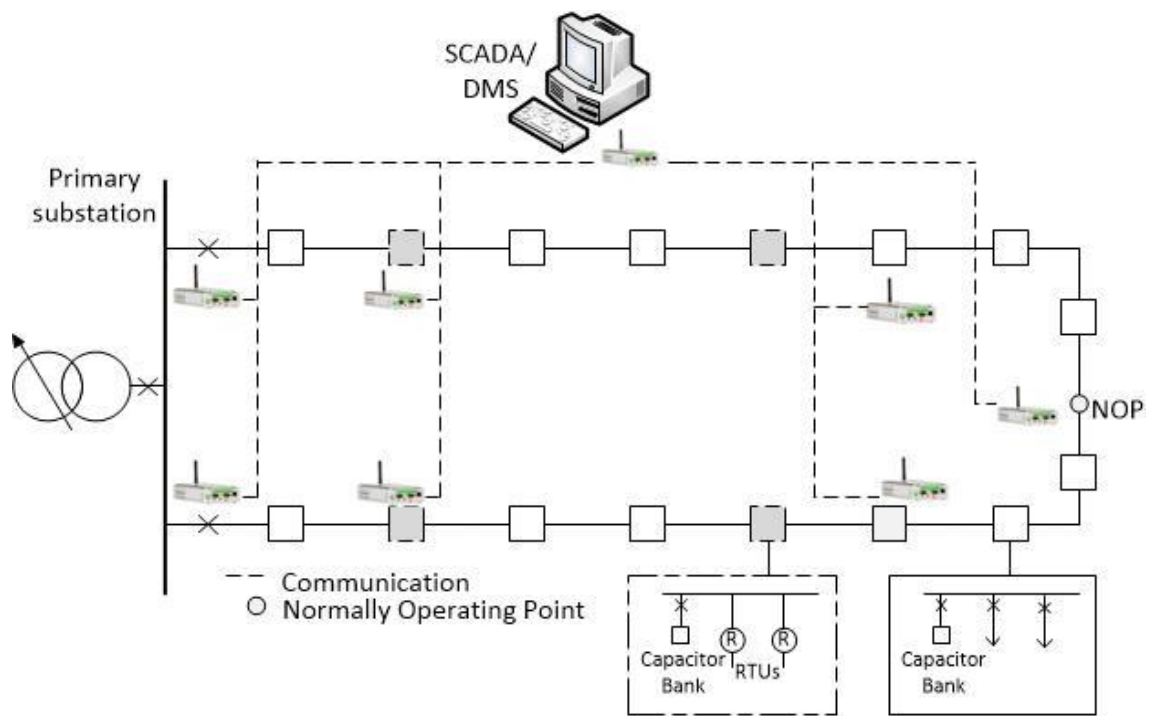 SCADA/
DMS
Primary
substation
NOP
Communication
Normally Operating Point
R
R
Capacitor
Bank
RTUs
Capacitor
Bank